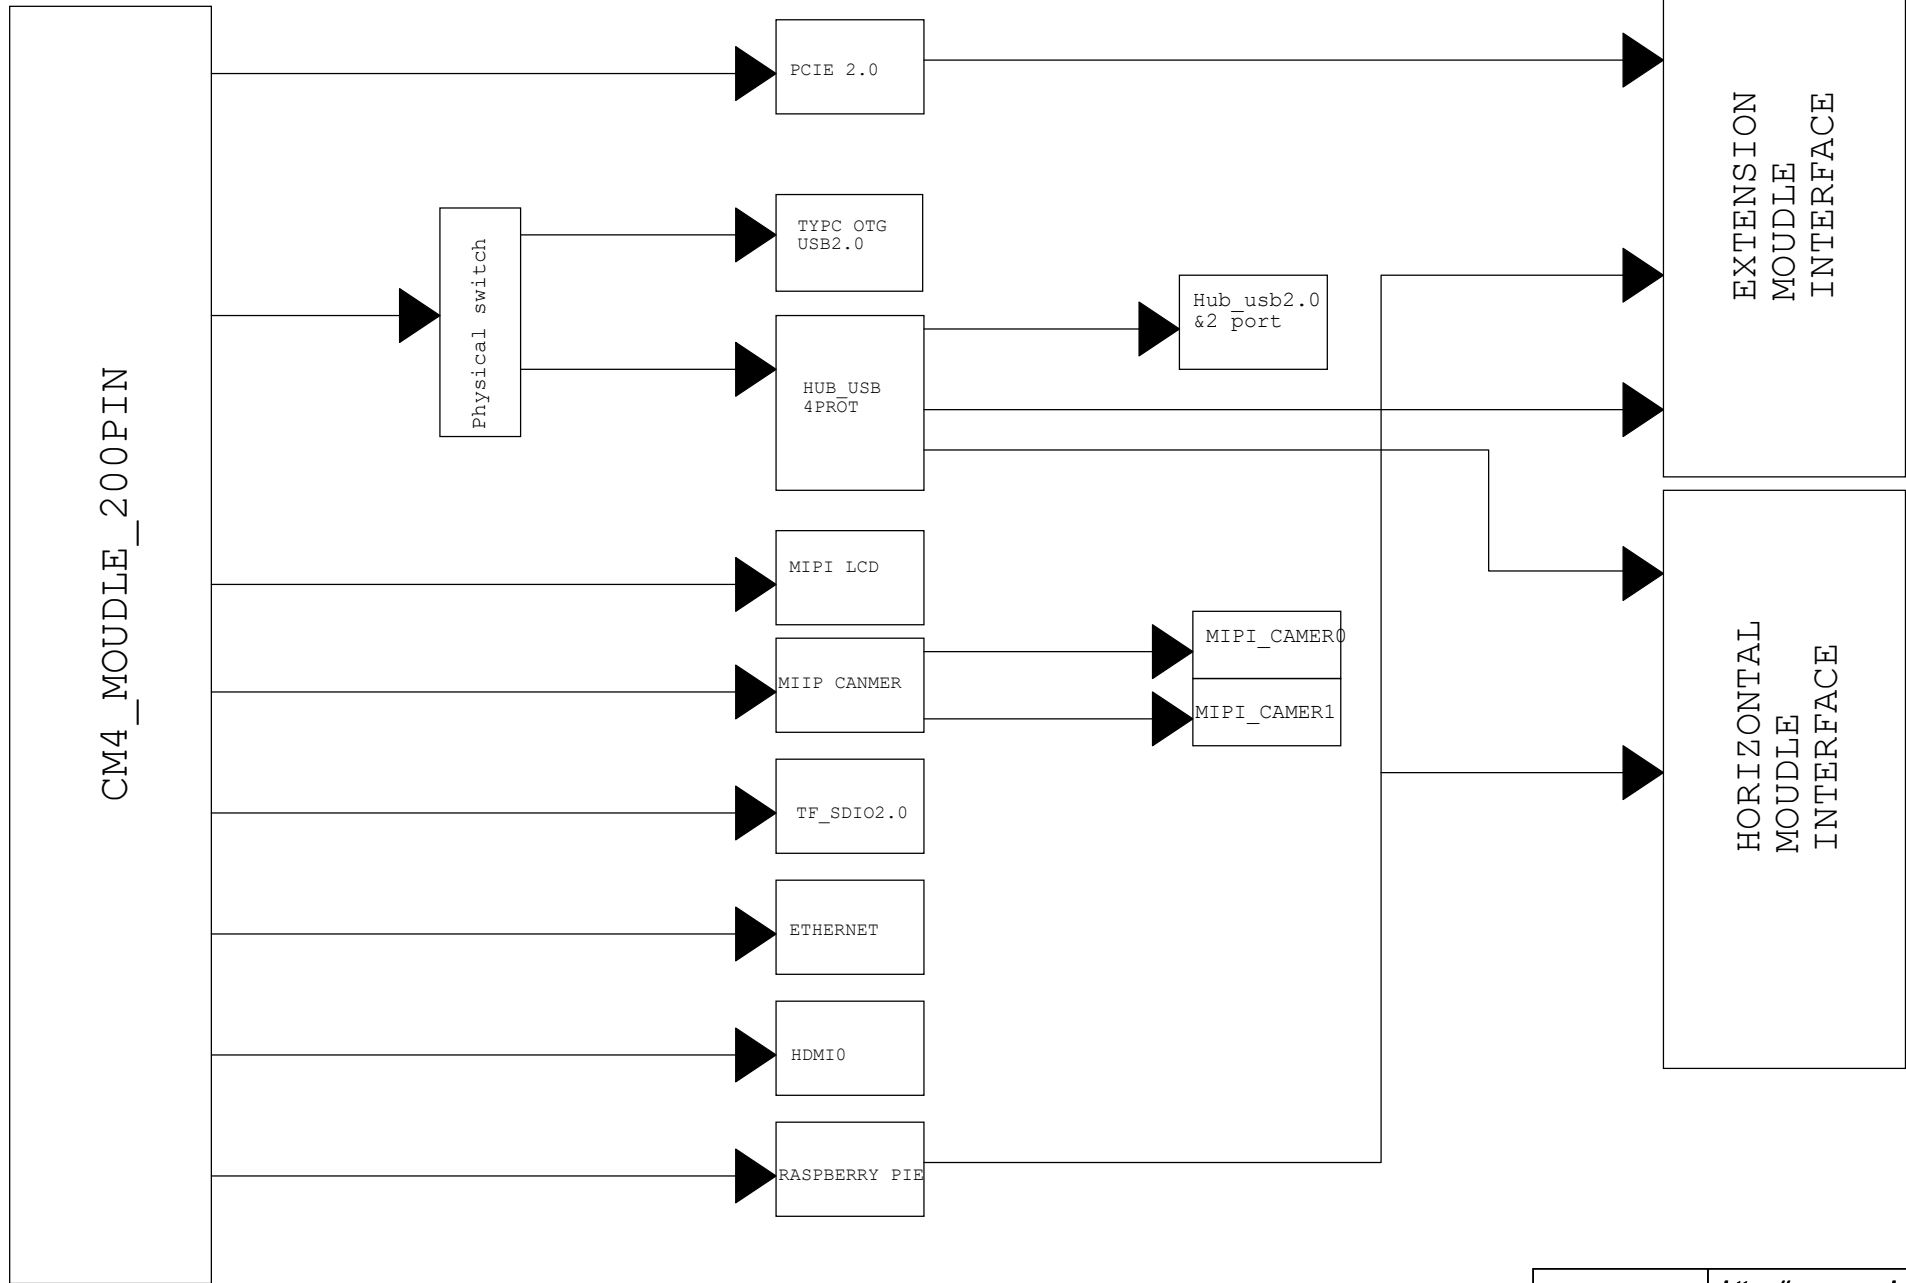 CM4_MOUDLE_200PIN
PCIE 2.0
Physical switch
TYPC OTG
USB2.0
HUB_USB
4PROT
Hub_usb2.0
&2 port
MIPI LCD
MIIP CANMER
MIPI_CAMER0
MIPI_CAMER1
TF_SDIO2.0
ETHERNET
HDMI0
RASPBERRY PIE
EXTENSION
MOUDLE
INTERFACE
HORIZONTAL
MOUDLE
INTERFACE